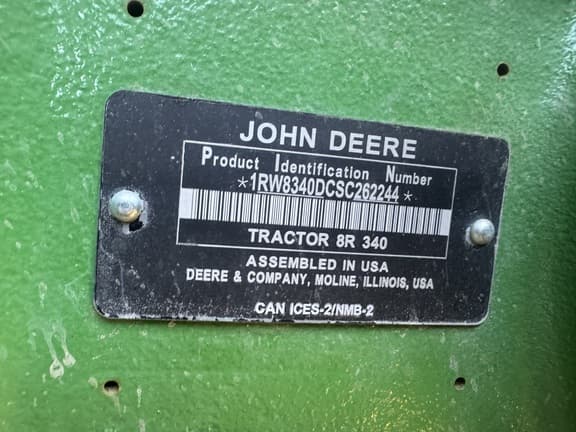 JOHN DEERE
Product Identification Number
*1RW8340DCSC262244*
TRACTOR 8R 340
ASSEMBLED IN USA
DEERE & COMPANY, MOLINE, ILLINOIS, USA
CAN ICES-2/NMB-2